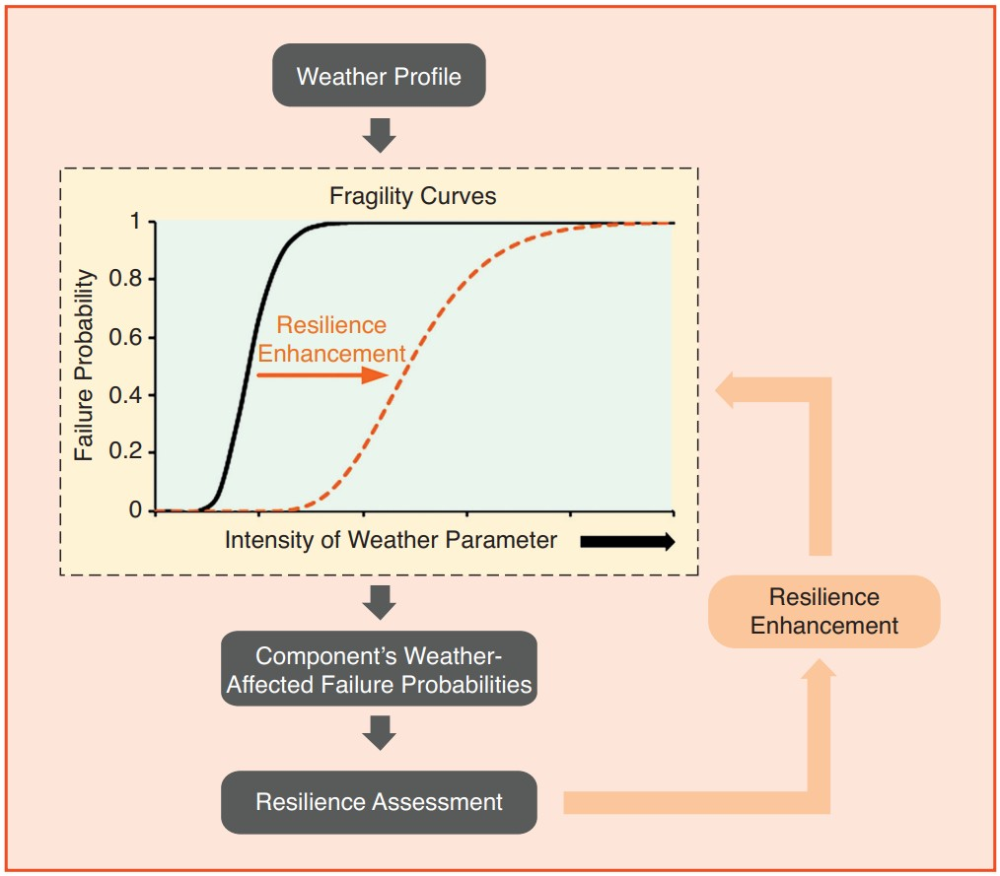 Weather Profile
Fragility Curves
1
0.8
0.6
0.4
0.2
0
Failure Probability
Resilience
Enhancement
Intensity of Weather Parameter
Component’s Weather-
Affected Failure Probabilities
Resilience Assessment
Resilience
Enhancement